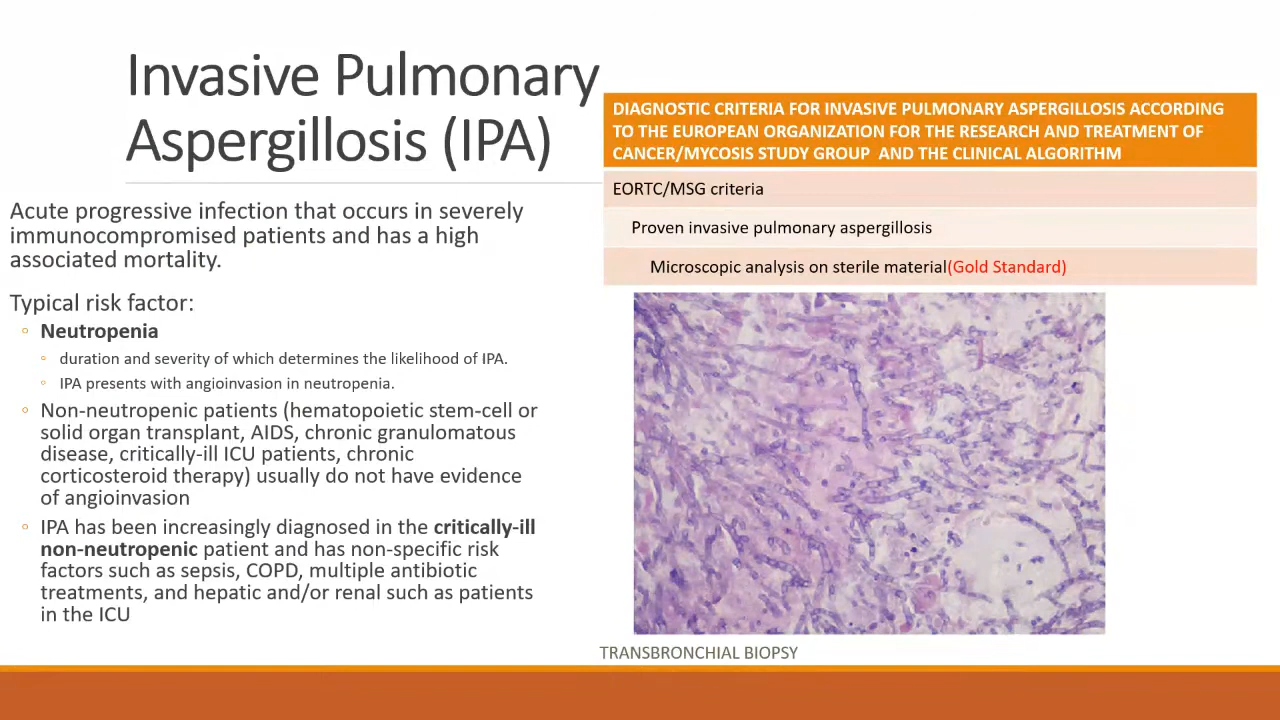 Invasive Pulmonary
Aspergillosis (IPA)
Acute progressive infection that occurs in severely
immunocompromised patients and has a high
associated mortality.
Typical risk factor:
◦ Neutropenia
◦ duration and severity of which determines the likelihood of IPA.
◦ IPA presents with angioinvasion in neutropenia.
◦ Non-neutropenic patients (hematopoietic stem-cell or
solid organ transplant, AIDS, chronic granulomatous
disease, critically-ill ICU patients, chronic
corticosteroid therapy) usually do not have evidence
of angioinvasion
◦ IPA has been increasingly diagnosed in the critically-ill
non-neutropenic patient and has non-specific risk
factors such as sepsis, COPD, multiple antibiotic
treatments, and hepatic and/or renal such as patients
in the ICU
DIAGNOSTIC CRITERIA FOR INVASIVE PULMONARY ASPERGILLOSIS ACCORDING
TO THE EUROPEAN ORGANIZATION FOR THE RESEARCH AND TREATMENT OF
CANCER/MYCOSIS STUDY GROUP AND THE CLINICAL ALGORITHM
EORTC/MSG criteria
Proven invasive pulmonary aspergillosis
Microscopic analysis on sterile material(Gold Standard)
TRANSBRONCHIAL BIOPSY